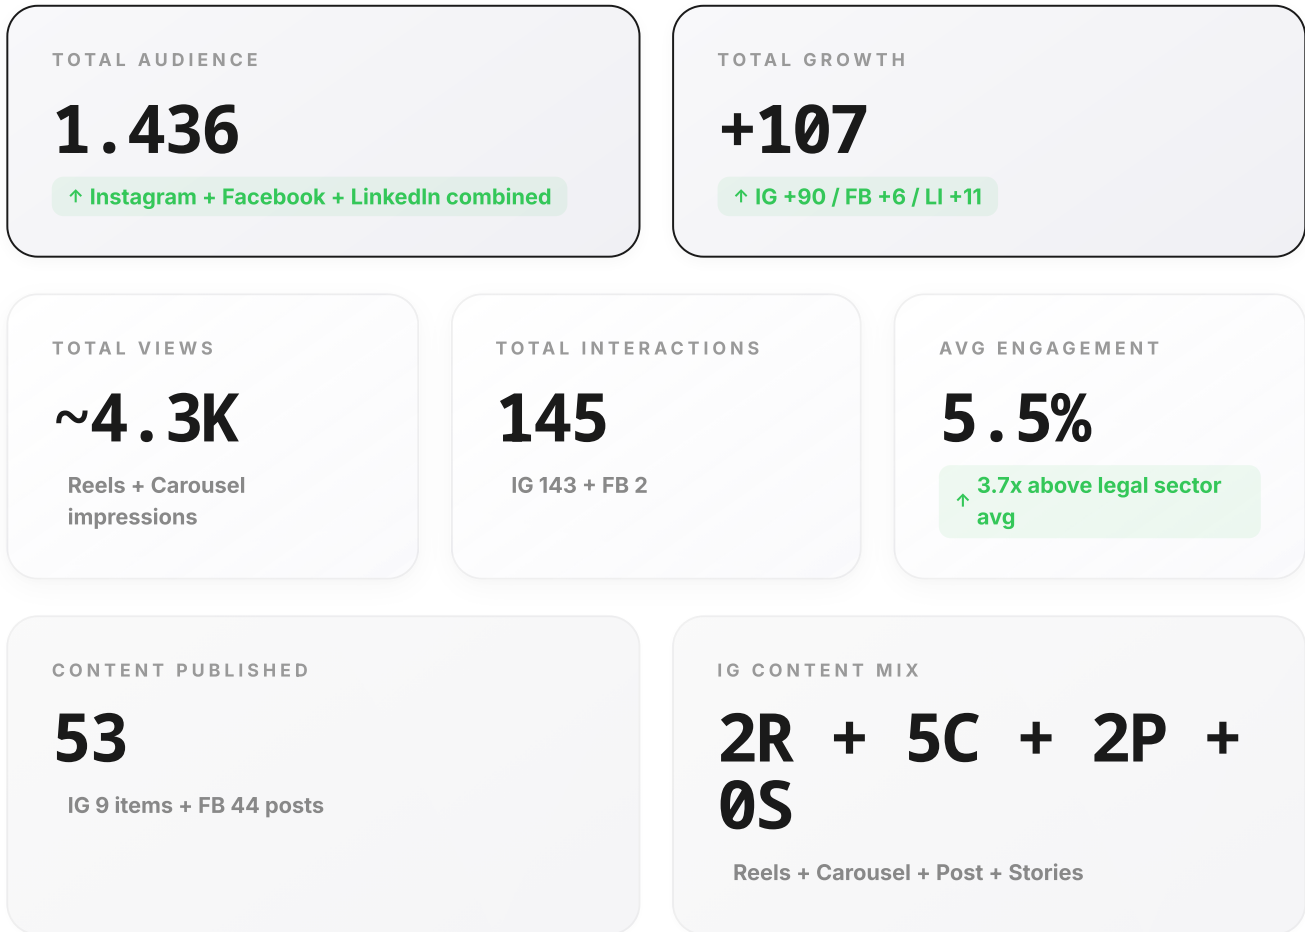 TOTAL AUDIENCE
1.436
↑ Instagram + Facebook + LinkedIn combined
TOTAL GROWTH
+107
↑ IG +90 / FB +6 / LI +11
TOTAL VIEWS
~4.3K
Reels + Carousel
impressions
TOTAL INTERACTIONS
145
IG 143 + FB 2
AVG ENGAGEMENT
5.5%
↑ 3.7x above legal sector
avg
CONTENT PUBLISHED
53
IG 9 items + FB 44 posts
IG CONTENT MIX
2R + 5C + 2P +
0S
Reels + Carousel + Post + Stories